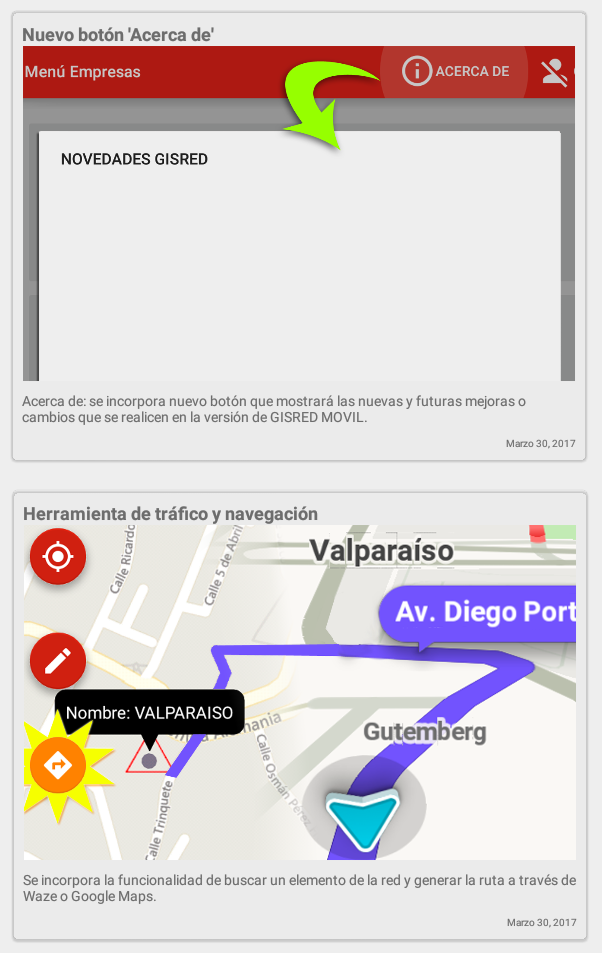 Nuevo botón 'Acerca de'
Menú Empresas
ACERCA DE
NOVEDADES GISRED
Acerca de: se incorpora nuevo botón que mostrará las nuevas y futuras mejoras o
cambios que se realicen en la versión de GISRED MOVIL.
Marzo 30, 2017
Herramienta de tráfico y navegación
Calle Ricardo
Calle 5 de Abril
Valparaíso
Av. Diego Port
Nombre: VALPARAISO
Gutemberg
Calle Osmán Pérez
Calle Trinquete
Se incorpora la funcionalidad de buscar un elemento de la red y generar la ruta a través de
Waze o Google Maps.
Marzo 30, 2017